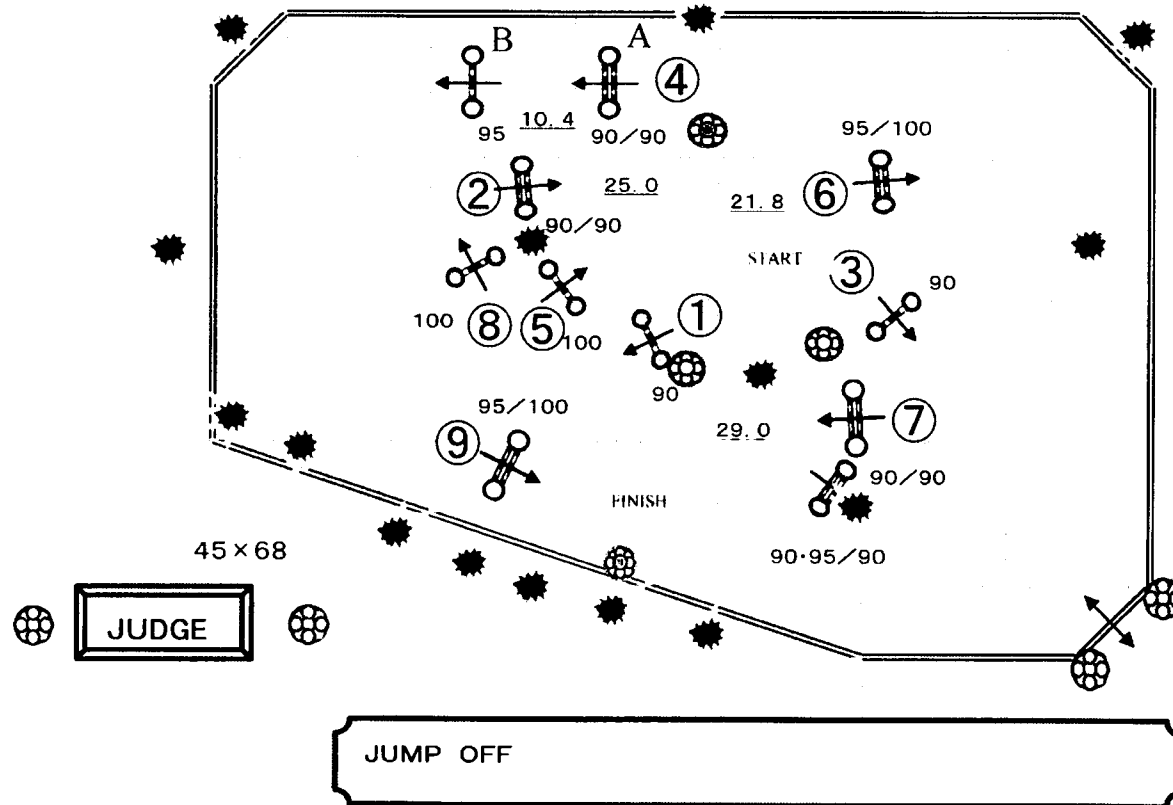 B A
④
95 10.4 90/90
95/100
② 25.0 21.8 ⑥
90/90
START ③ 90
100 ⑧ ⑤ 100 ①
90
95/100 29.0 ⑦
⑨ 90/90
FINISH
45×68 90·95/90
JUDGE
JUMP OFF